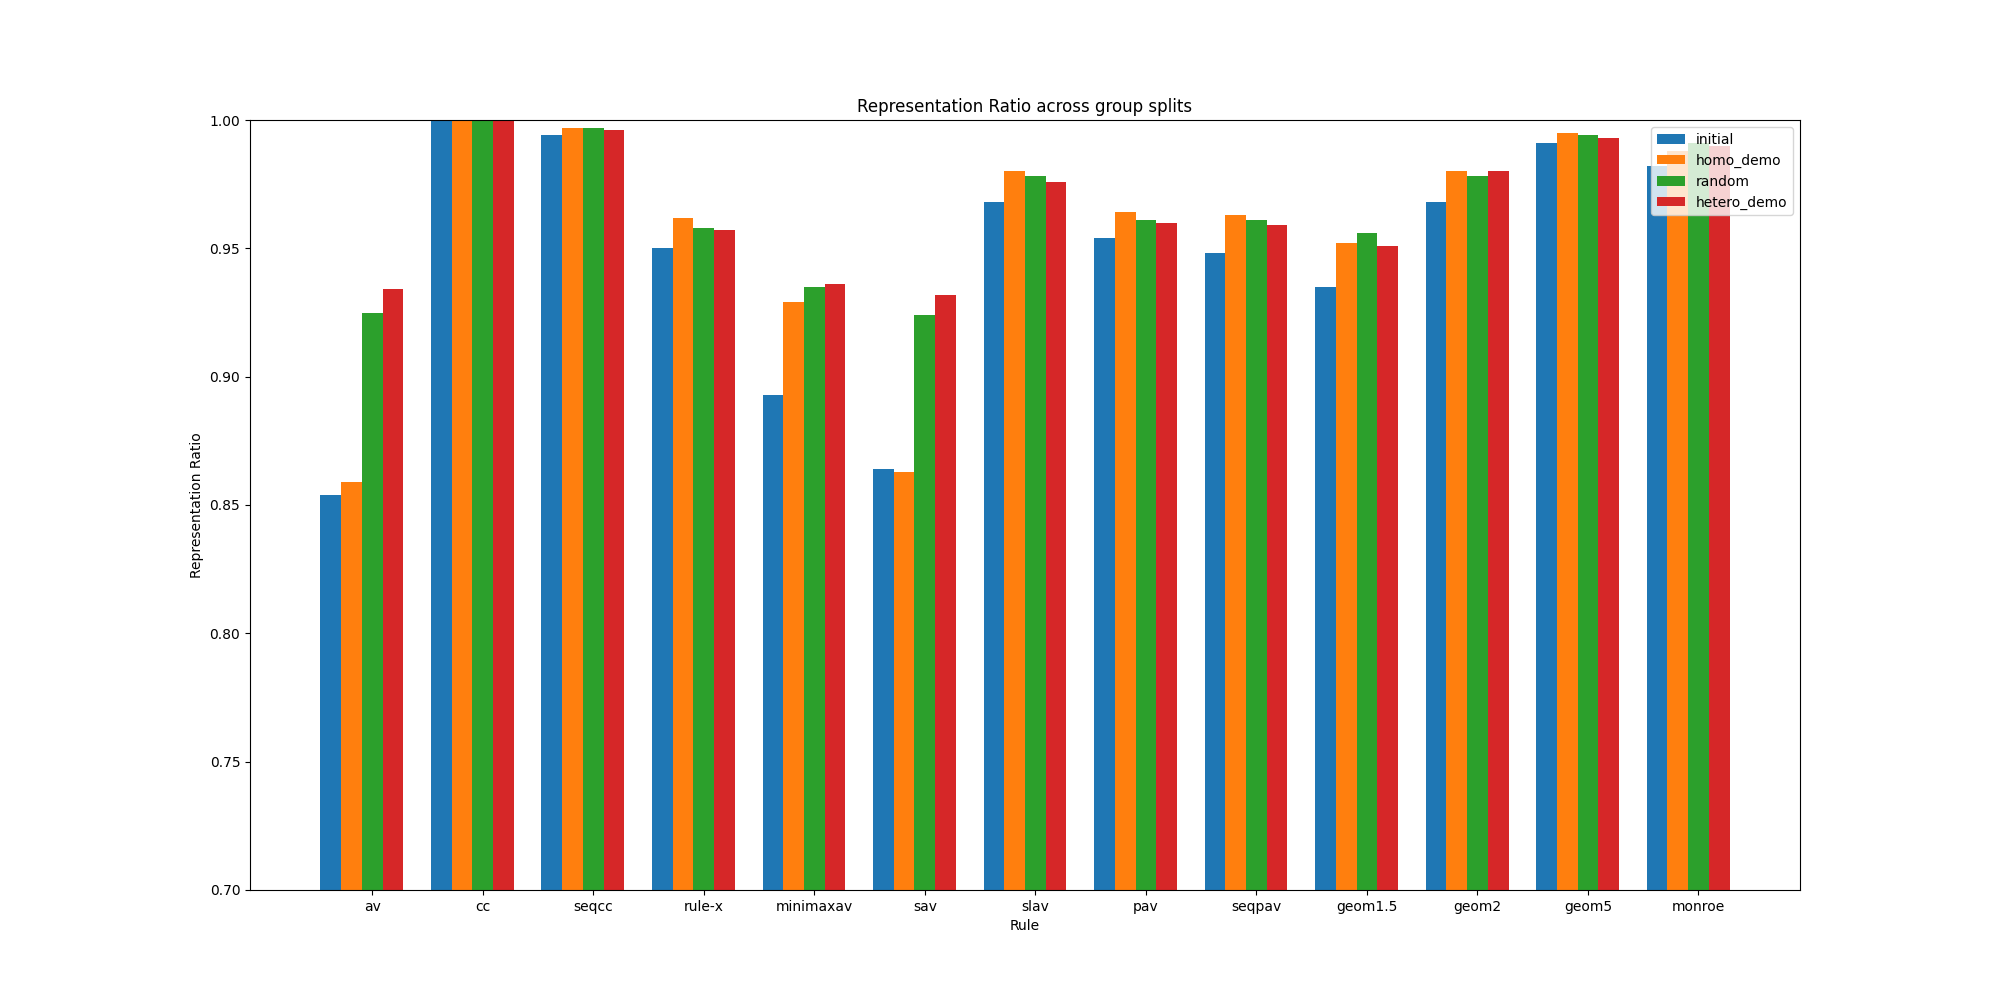 Representation Ratio across group splits
1.00
0.95
0.90
0.85
0.80
0.75
0.70
Representation Ratio
initial
homo_demo
random
hetero_demo
av cc seqcc rule-x minimaxav sav slav pav seqpav geom1.5 geom2 geom5 monroe
Rule